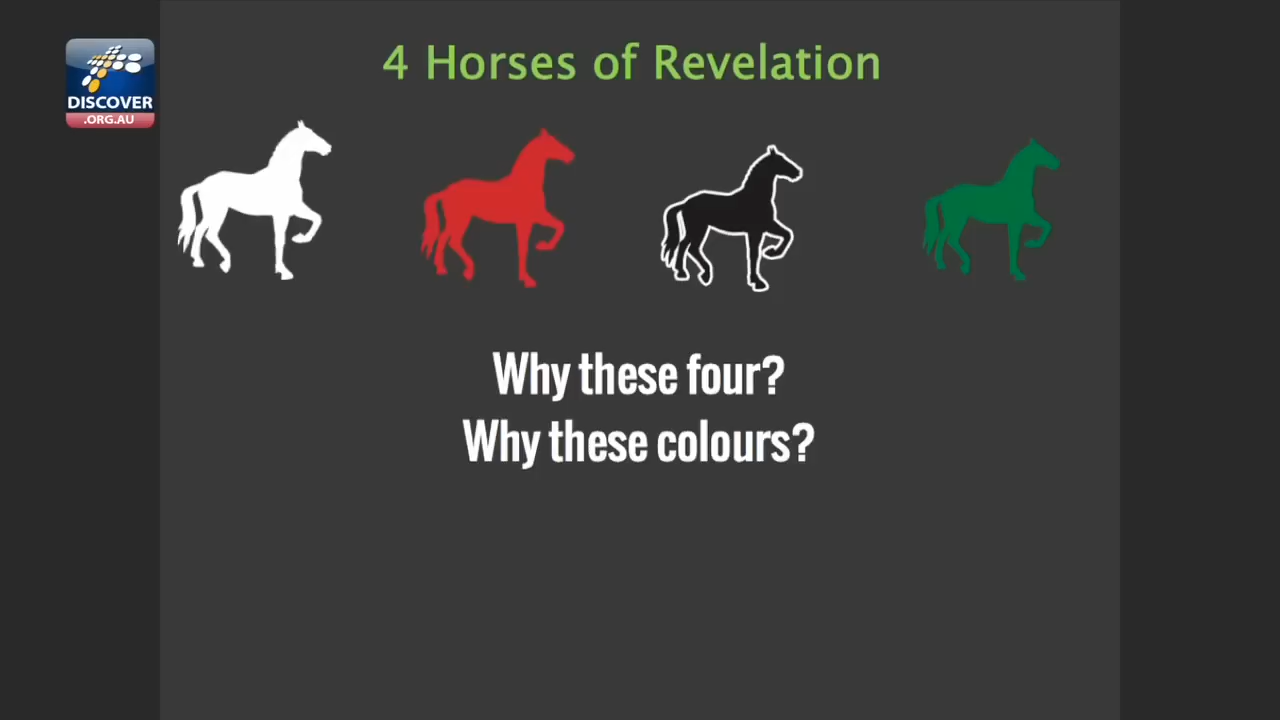 4 Horses of Revelation
DISCOVER
.ORG.AU
Why these four?
Why these colours?